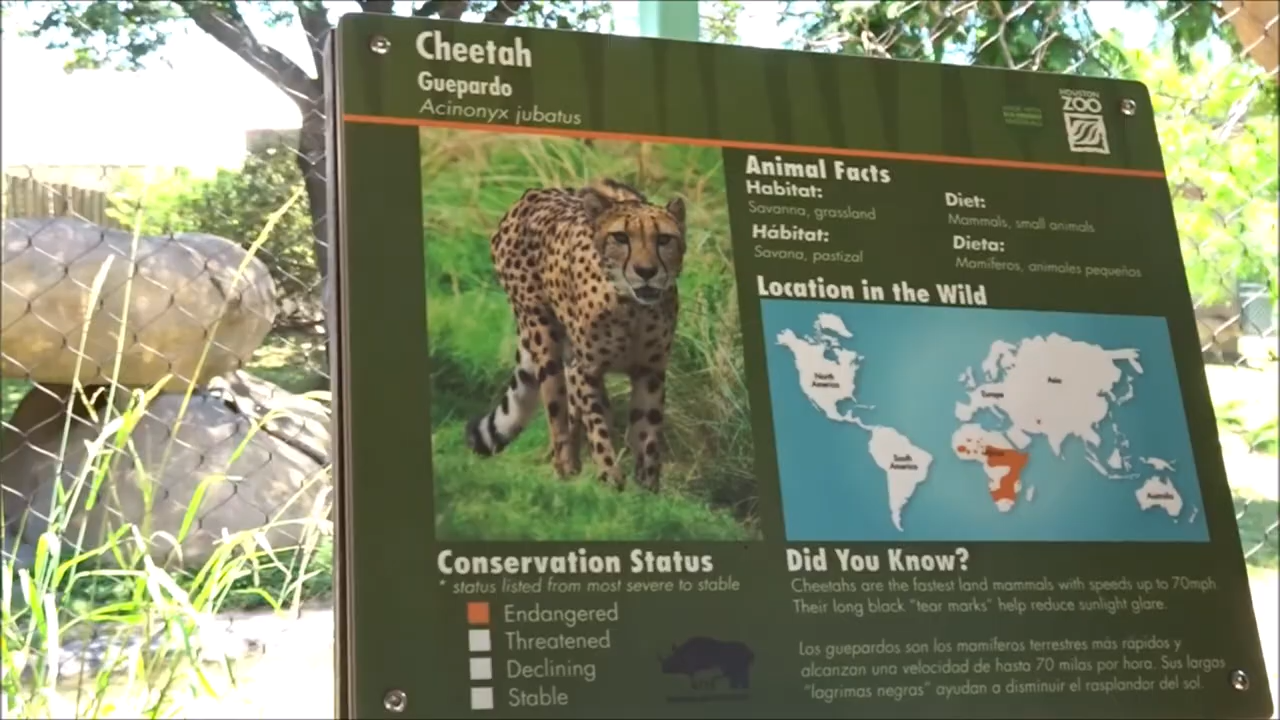 Cheetah
Guepardo
Acinonyx jubatus
HOUSTON
ZOO
Animal Facts
Habitat:
Savanna, grassland
Hábitat:
Savana, pastizal
Diet:
Mammals, small animals
Dieta:
Mamíferos, animales pequeños
Location in the Wild
North
America
South
America
Europe
Asia
Africa
Australia
Conservation Status
* status listed from most severe to stable
Endangered
Threatened
Declining
Stable
Did You Know?
Cheetahs are the fastest land mammals with speeds up to 70mph.
Their long black "tear marks" help reduce sunlight glare.
Los guepardos son los mamíferos terrestres más rápidos y
alcanzan una velocidad de hasta 70 milas por hora. Sus largas
"lagrimas negras" ayudan a disminuir el rasplandor del sol.